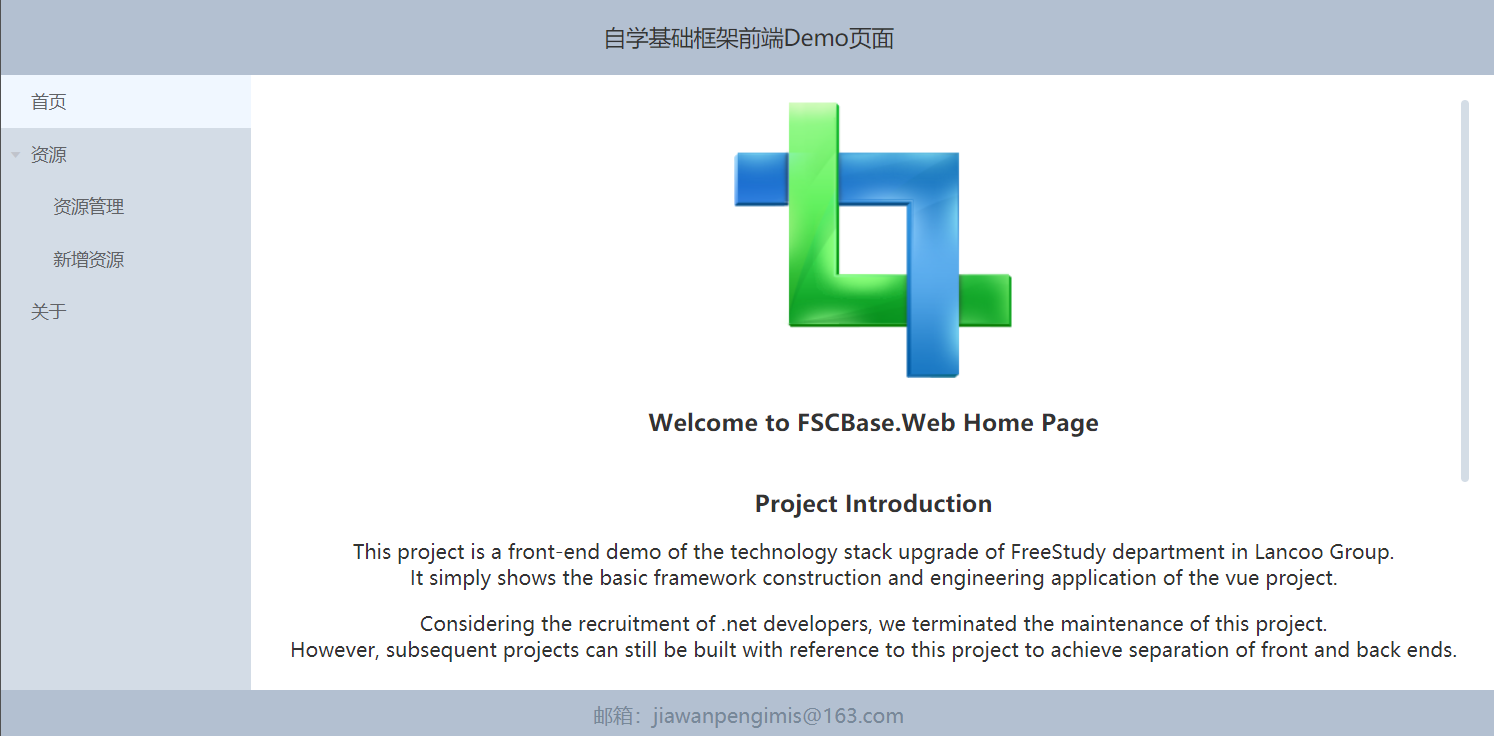 自学基础框架前端Demo页面
首页
资源
资源管理
新增资源
关于
Welcome to FSCBase.Web Home Page
Project Introduction
This project is a front-end demo of the technology stack upgrade of FreeStudy department in Lancoo Group.
It simply shows the basic framework construction and engineering application of the vue project.
Considering the recruitment of .net developers, we terminated the maintenance of this project.
However, subsequent projects can still be built with reference to this project to achieve separation of front and back ends.
邮箱：jiawanpengimis@163.com